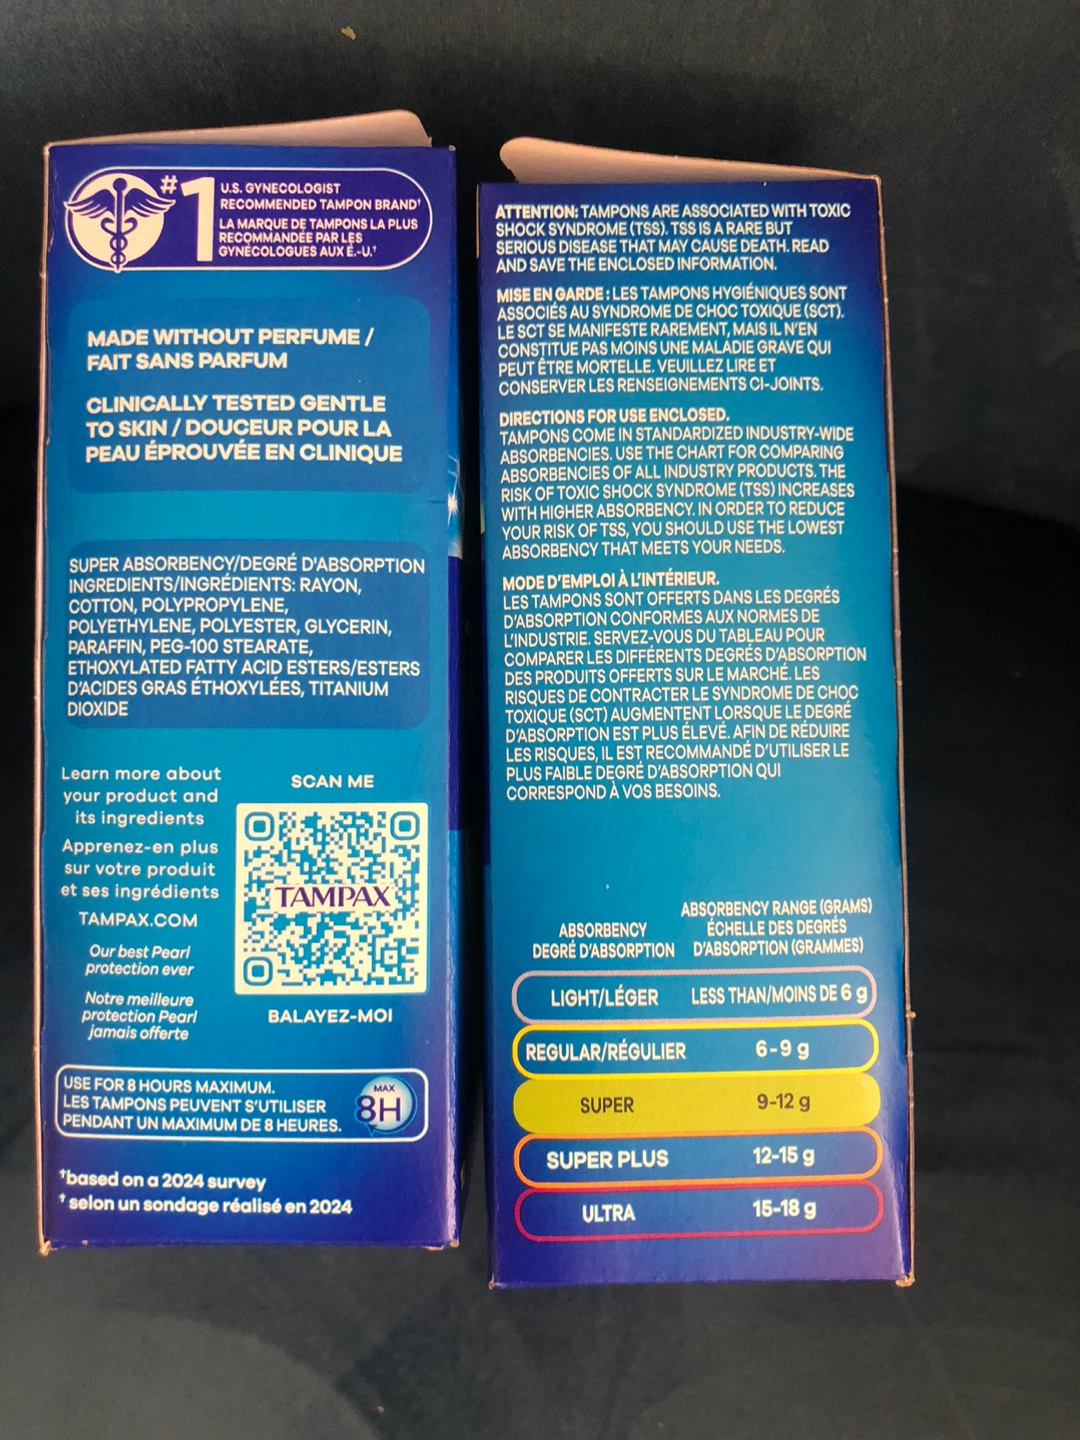 #1 U.S. GYNECOLOGIST
RECOMMENDED TAMPON BRAND†
LA MARQUE DE TAMPONS LA PLUS
RECOMMANDÉE PAR LES
GYNÉCOLOGUES AUX É.-U.†
MADE WITHOUT PERFUME /
FAIT SANS PARFUM
CLINICALLY TESTED GENTLE
TO SKIN / DOUCEUR POUR LA
PEAU ÉPROUVÉE EN CLINIQUE
SUPER ABSORBENCY/DEGRÉ D'ABSORPTION
INGREDIENTS/INGRÉDIENTS: RAYON,
COTTON, POLYPROPYLENE,
POLYETHYLENE, POLYESTER, GLYCERIN,
PARAFFIN, PEG-100 STEARATE,
ETHOXYLATED FATTY ACID ESTERS/ESTERS
D'ACIDES GRAS ÉTHOXYLÉES, TITANIUM
DIOXIDE
Learn more about
your product and
its ingredients
Apprenez-en plus
sur votre produit
et ses ingrédients
TAMPAX.COM
Our best Pearl
protection ever
Notre meilleure
protection Pearl
jamais offerte
SCAN ME
TAMPAX
BALAYEZ-MOI
USE FOR 8 HOURS MAXIMUM.
LES TAMPONS PEUVENT S'UTILISER
PENDANT UN MAXIMUM DE 8 HEURES.
MAX
8H
†based on a 2024 survey
† selon un sondage réalisé en 2024
ATTENTION: TAMPONS ARE ASSOCIATED WITH TOXIC
SHOCK SYNDROME (TSS). TSS IS A RARE BUT
SERIOUS DISEASE THAT MAY CAUSE DEATH. READ
AND SAVE THE ENCLOSED INFORMATION.
MISE EN GARDE : LES TAMPONS HYGIÉNIQUES SONT
ASSOCIÉS AU SYNDROME DE CHOC TOXIQUE (SCT).
LE SCT SE MANIFESTE RAREMENT, MAIS IL N'EN
CONSTITUE PAS MOINS UNE MALADIE GRAVE QUI
PEUT ÊTRE MORTELLE. VEUILLEZ LIRE ET
CONSERVER LES RENSEIGNEMENTS CI-JOINTS.
DIRECTIONS FOR USE ENCLOSED.
TAMPONS COME IN STANDARDIZED INDUSTRY-WIDE
ABSORBENCIES. USE THE CHART FOR COMPARING
ABSORBENCIES OF ALL INDUSTRY PRODUCTS. THE
RISK OF TOXIC SHOCK SYNDROME (TSS) INCREASES
WITH HIGHER ABSORBENCY. IN ORDER TO REDUCE
YOUR RISK OF TSS, YOU SHOULD USE THE LOWEST
ABSORBENCY THAT MEETS YOUR NEEDS.
MODE D'EMPLOI À L'INTÉRIEUR.
LES TAMPONS SONT OFFERTS DANS LES DEGRÉS
D'ABSORPTION CONFORMES AUX NORMES DE
L'INDUSTRIE. SERVEZ-VOUS DU TABLEAU POUR
COMPARER LES DIFFÉRENTS DEGRÉS D'ABSORPTION
DES PRODUITS OFFERTS SUR LE MARCHÉ. LES
RISQUES DE CONTRACTER LE SYNDROME DE CHOC
TOXIQUE (SCT) AUGMENTENT LORSQUE LE DEGRÉ
D'ABSORPTION EST PLUS ÉLEVÉ. AFIN DE RÉDUIRE
LES RISQUES, IL EST RECOMMANDÉ D'UTILISER LE
PLUS FAIBLE DEGRÉ D'ABSORPTION QUI
CORRESPOND À VOS BESOINS.
ABSORBENCY
DEGRÉ D'ABSORPTION
ABSORBENCY RANGE (GRAMS)
ÉCHELLE DES DEGRÉS
D'ABSORPTION (GRAMMES)
LIGHT/LÉGER LESS THAN/MOINS DE 6 g
REGULAR/RÉGULIER 6-9 g
SUPER 9-12 g
SUPER PLUS 12-15 g
ULTRA 15-18 g